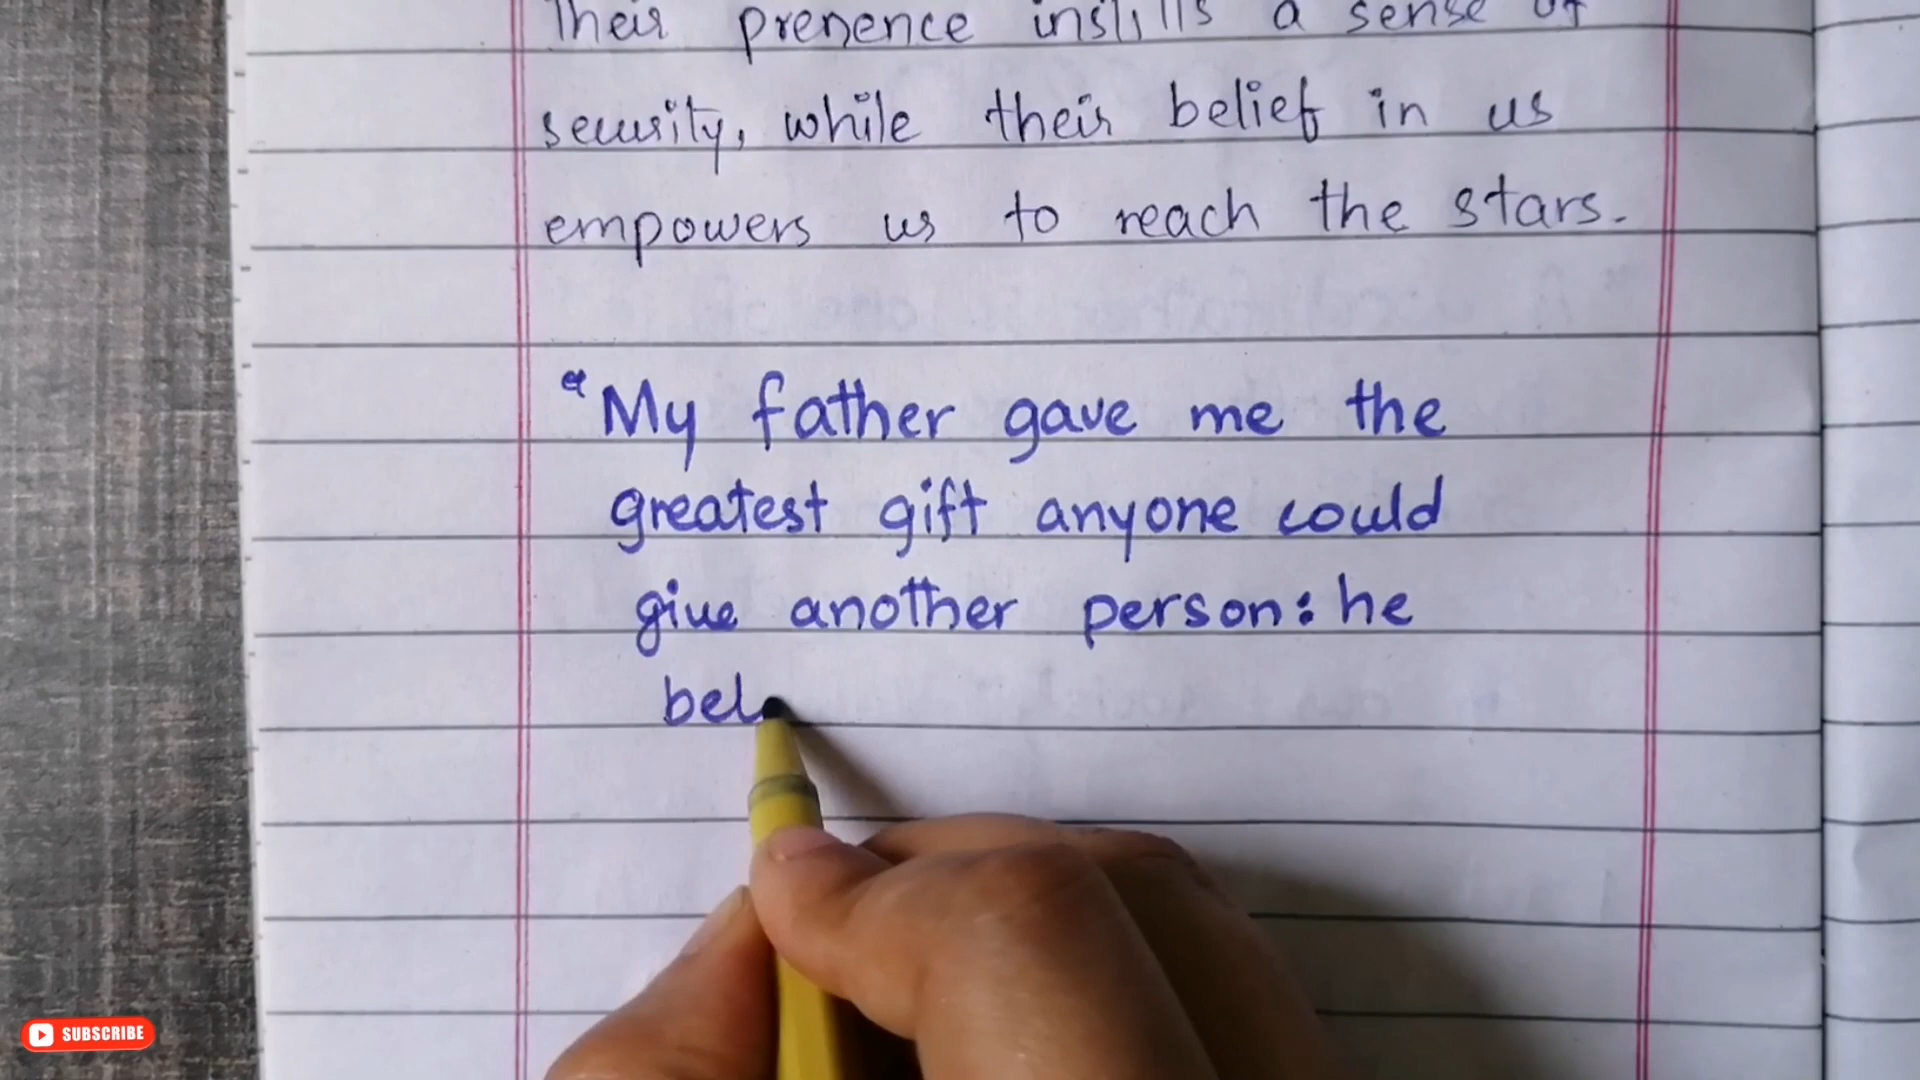 Their presence instills a sense of
security, while their belief in us
empowers us to reach the stars.
"My father gave me the
greatest gift anyone could
give another person: he
bel
SUBSCRIBE